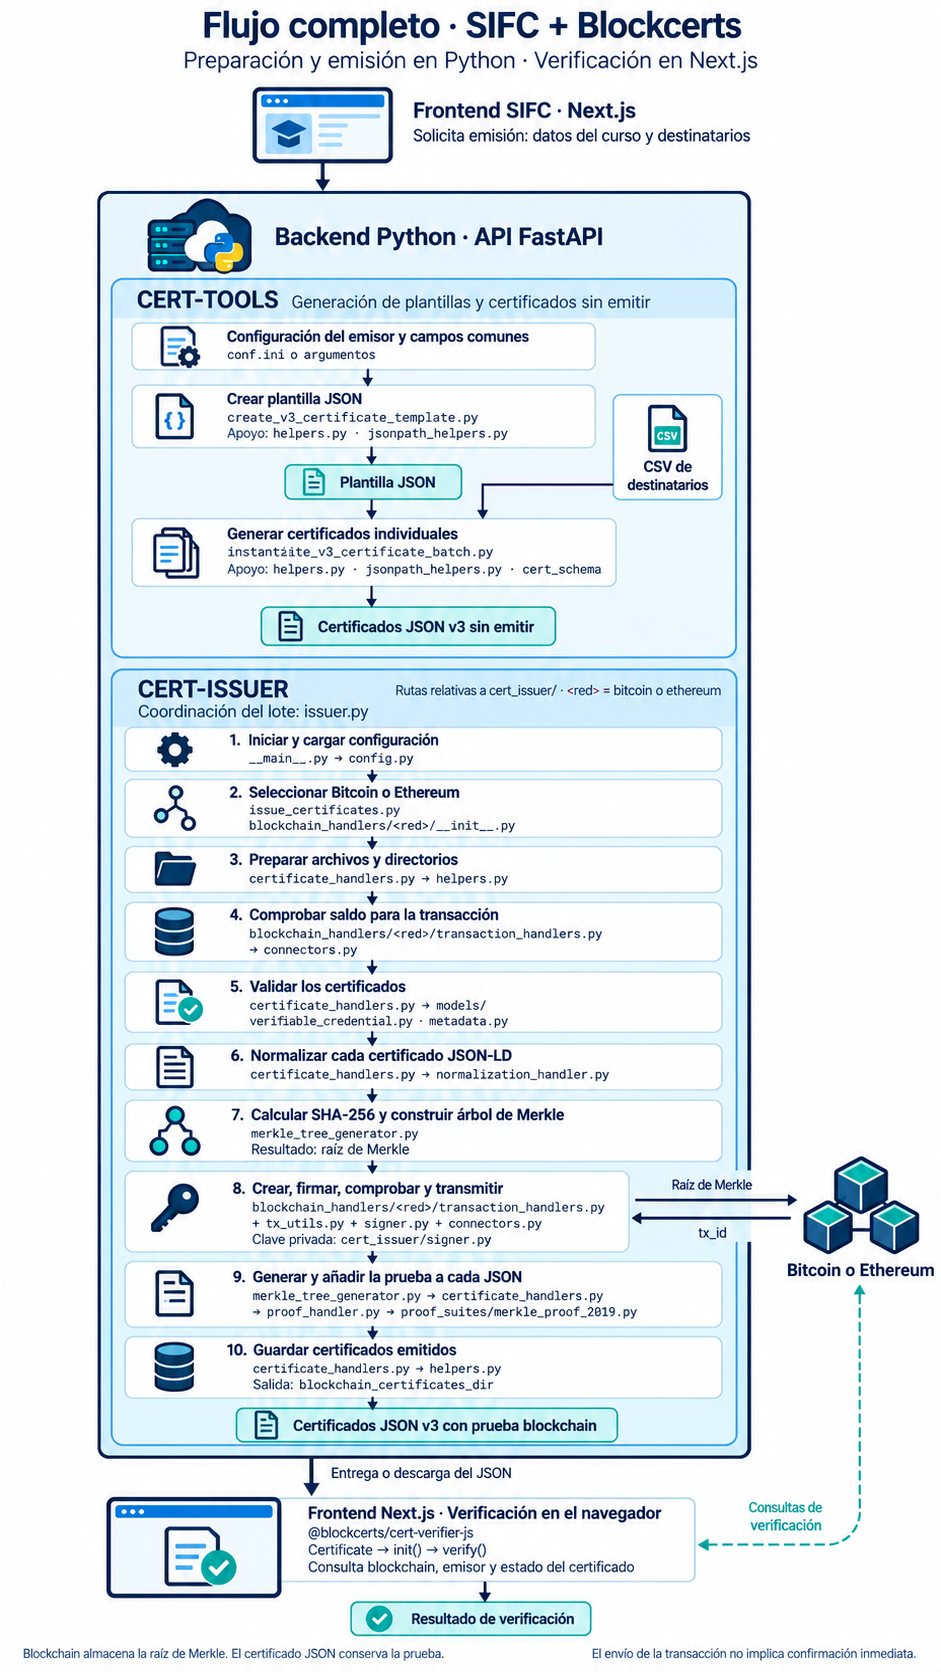 Flujo completo · SIFC + Blockcerts
Preparación y emisión en Python · Verificación en Next.js
Frontend SIFC · Next.js
Solicita emisión: datos del curso y destinatarios
Backend Python · API FastAPI
CERT-TOOLS Generación de plantillas y certificados sin emitir
Configuración del emisor y campos comunes
conf.ini o argumentos
Crear plantilla JSON
create_v3_certificate_template.py
Apoyo: helpers.py · jsonpath_helpers.py
CSV
CSV de
destinatarios
Plantilla JSON
Generar certificados individuales
Apoyo: helpers.py · jsonpath_helpers.py · cert_schema
Certificados JSON v3 sin emitir
CERT-ISSUER
Rutas relativas a cert_issuer/ · <red> = bitcoin o ethereum
Coordinación del lote: issuer.py
1. Iniciar y cargar configuración
__main__.py → config.py
2. Seleccionar Bitcoin o Ethereum
issue_certificates.py
blockchain_handlers/<red>/__init__.py
3. Preparar archivos y directorios
certificate_handlers.py → helpers.py
4. Comprobar saldo para la transacción
blockchain_handlers/<red>/transaction_handlers.py
→ connectors.py
5. Validar los certificados
certificate_handlers.py → models/
verifiable_credential.py · metadata.py
6. Normalizar cada certificado JSON-LD
certificate_handlers.py → normalization_handler.py
7. Calcular SHA-256 y construir árbol de Merkle
merkle_tree_generator.py
Resultado: raíz de Merkle
8. Crear, firmar, comprobar y transmitir
blockchain_handlers/<red>/transaction_handlers.py
+ tx_utils.py + signer.py + connectors.py
Clave privada: cert_issuer/signer.py
Raíz de Merkle
tx_id
Bitcoin o Ethereum
9. Generar y añadir la prueba a cada JSON
merkle_tree_generator.py → certificate_handlers.py
→ proof_handler.py → proof_suites/merkle_proof_2019.py
10. Guardar certificados emitidos
certificate_handlers.py → helpers.py
Salida: blockchain_certificates_dir
Certificados JSON v3 con prueba blockchain
Entrega o descarga del JSON
Frontend Next.js · Verificación en el navegador
@blockcerts/cert-verifier-js
Certificate → init() → verify()
Consulta blockchain, emisor y estado del certificado
Consultas de
verificación
Resultado de verificación
Blockchain almacena la raíz de Merkle. El certificado JSON conserva la prueba.
El envío de la transacción no implica confirmación inmediata.